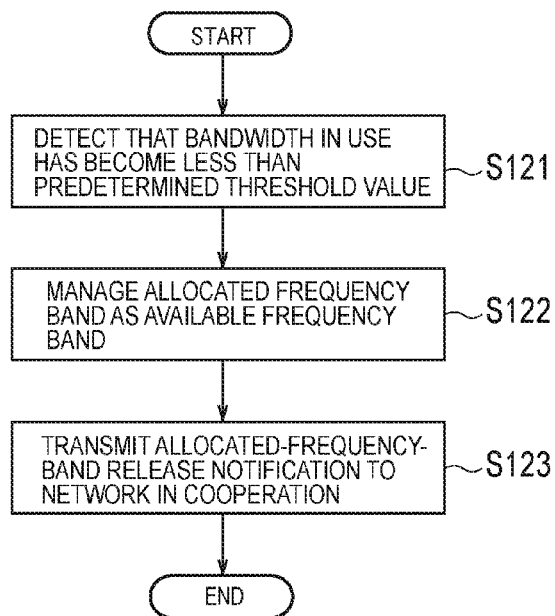 START
DETECT THAT BANDWIDTH IN USE
HAS BECOME LESS THAN
PREDETERMINED THRESHOLD VALUE
S121
MANAGE ALLOCATED FREQUENCY
BAND AS AVAILABLE FREQUENCY
BAND
S122
TRANSMIT ALLOCATED-FREQUENCY-
BAND RELEASE NOTIFICATION TO
NETWORK IN COOPERATION
S123
END